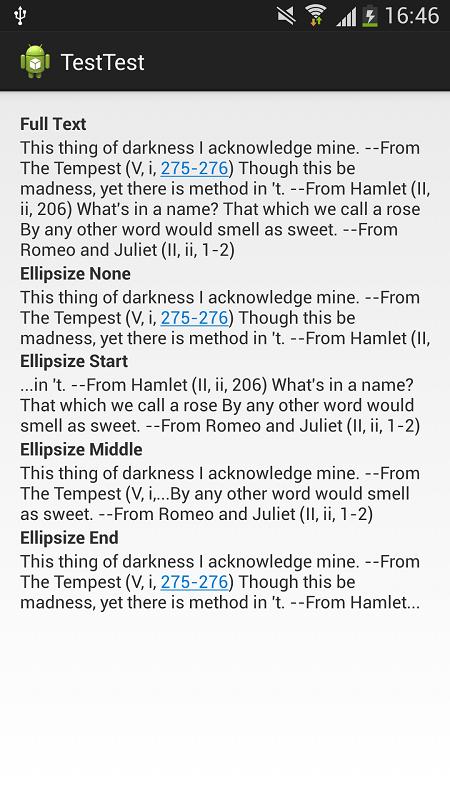 16:46
TestTest
Full Text
This thing of darkness I acknowledge mine. --From
The Tempest (V, i, 275-276) Though this be
madness, yet there is method in 't. --From Hamlet (II,
ii, 206) What's in a name? That which we call a rose
By any other word would smell as sweet. --From
Romeo and Juliet (II, ii, 1-2)
Ellipsize None
This thing of darkness I acknowledge mine. --From
The Tempest (V, i, 275-276) Though this be
madness, yet there is method in 't. --From Hamlet (II,
Ellipsize Start
...in 't. --From Hamlet (II, ii, 206) What's in a name?
That which we call a rose By any other word would
smell as sweet. --From Romeo and Juliet (II, ii, 1-2)
Ellipsize Middle
This thing of darkness I acknowledge mine. --From
The Tempest (V, i,...By any other word would smell
as sweet. --From Romeo and Juliet (II, ii, 1-2)
Ellipsize End
This thing of darkness I acknowledge mine. --From
The Tempest (V, i, 275-276) Though this be
madness, yet there is method in 't. --From Hamlet...